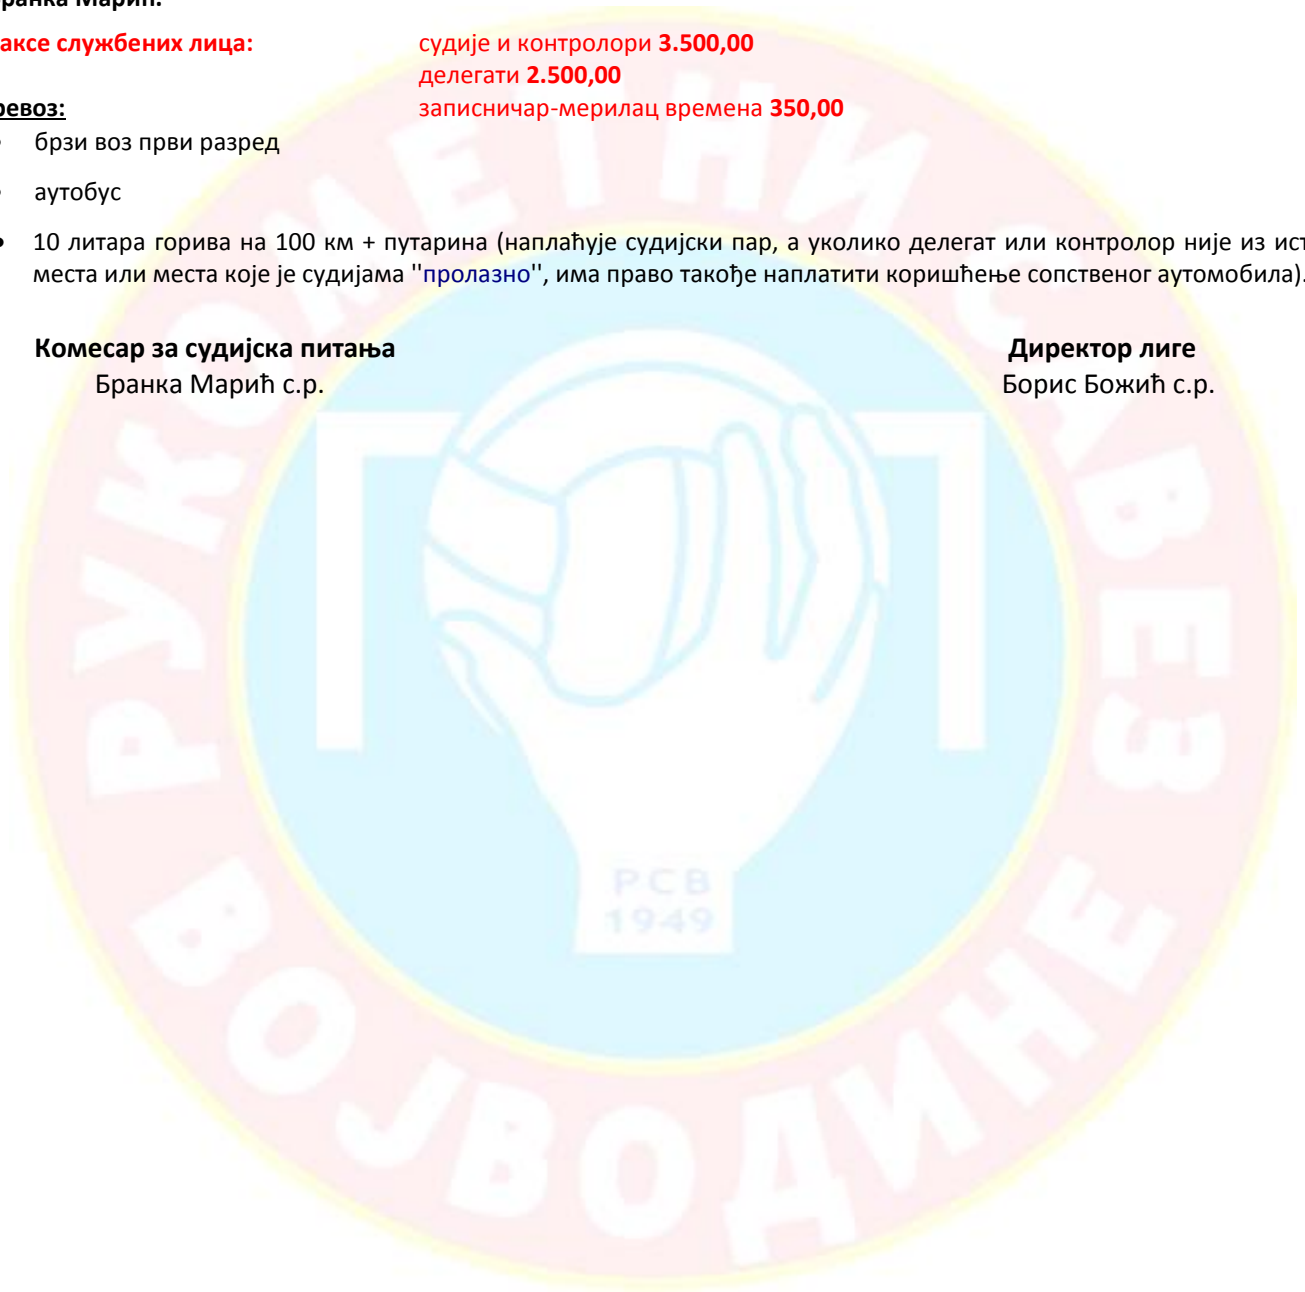 ранка Марић.
аксе службених лица: судије и контролори 3.500,00
делегати 2.500,00
ревоз: записничар-мерилац времена 350,00
• брзи воз први разред
• аутобус
• 10 литара горива на 100 км + путарина (наплаћује судијски пар, а уколико делегат или контролор није из ист
места или места које је судијама ''пролазно'', има право такође наплатити коришћење сопственог аутомобила).
Комесар за судијска питања Директор лиге
Бранка Марић с.р. Борис Божић с.р.
РУКОМЕТНИ САВЕЗ
ВОЈВОДИНЕ
РСВ
1949